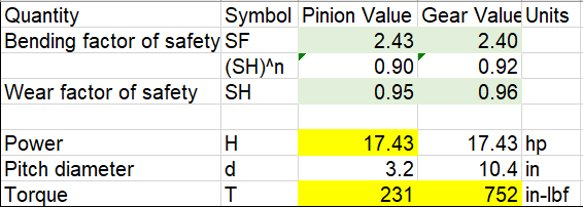 Quantity Symbol Pinion Value Gear Value Units
Bending factor of safety SF 2.43 2.40
(SH)^n 0.90 0.92
Wear factor of safety SH 0.95 0.96
Power H 17.43 17.43 hp
Pitch diameter d 3.2 10.4 in
Torque T 231 752 in-lbf